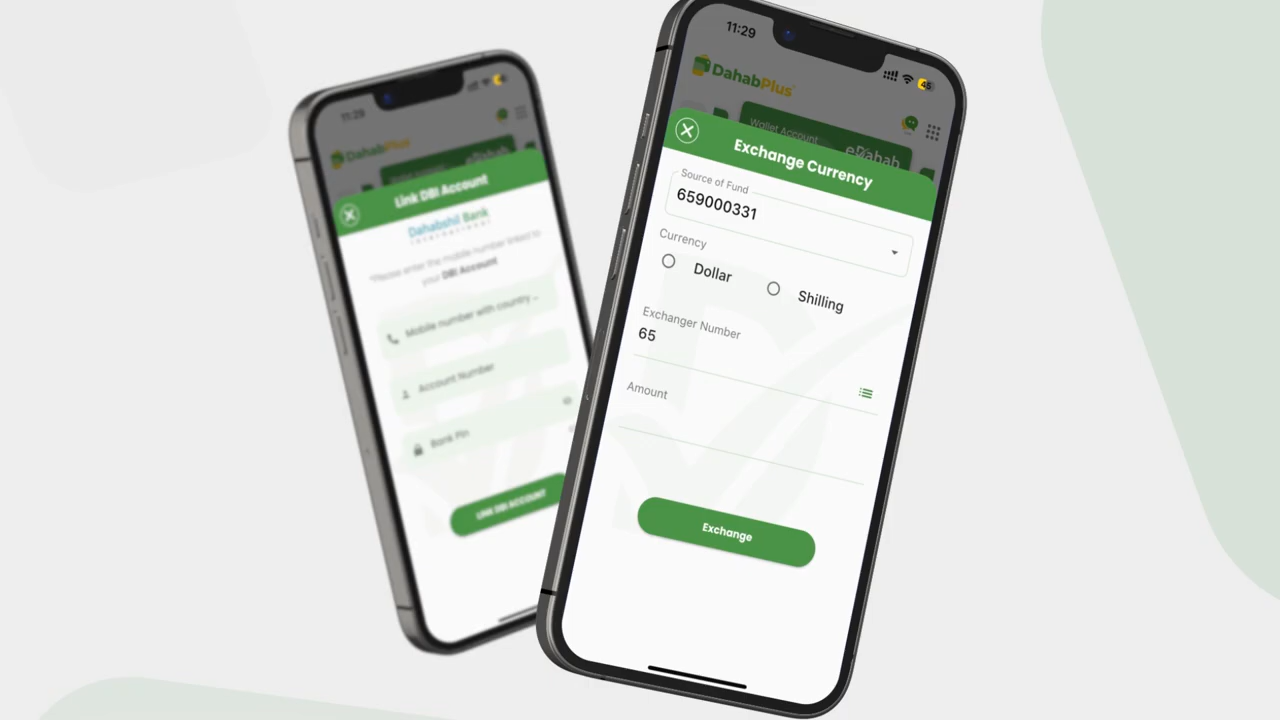 11:29
DahabPlus
Link DBI Account
Dahabshil Bank
International
*Please enter the mobile number linked to
your DBI Account
Mobile number with country ...
Account Number
Bank Pin
LINK DBI ACCOUNT
11:29
45
DahabPlus
Wallet Account
eDahab
Exchange Currency
Source of Fund
659000331
Currency
Dollar
Shilling
Exchanger Number
65
Amount
Exchange